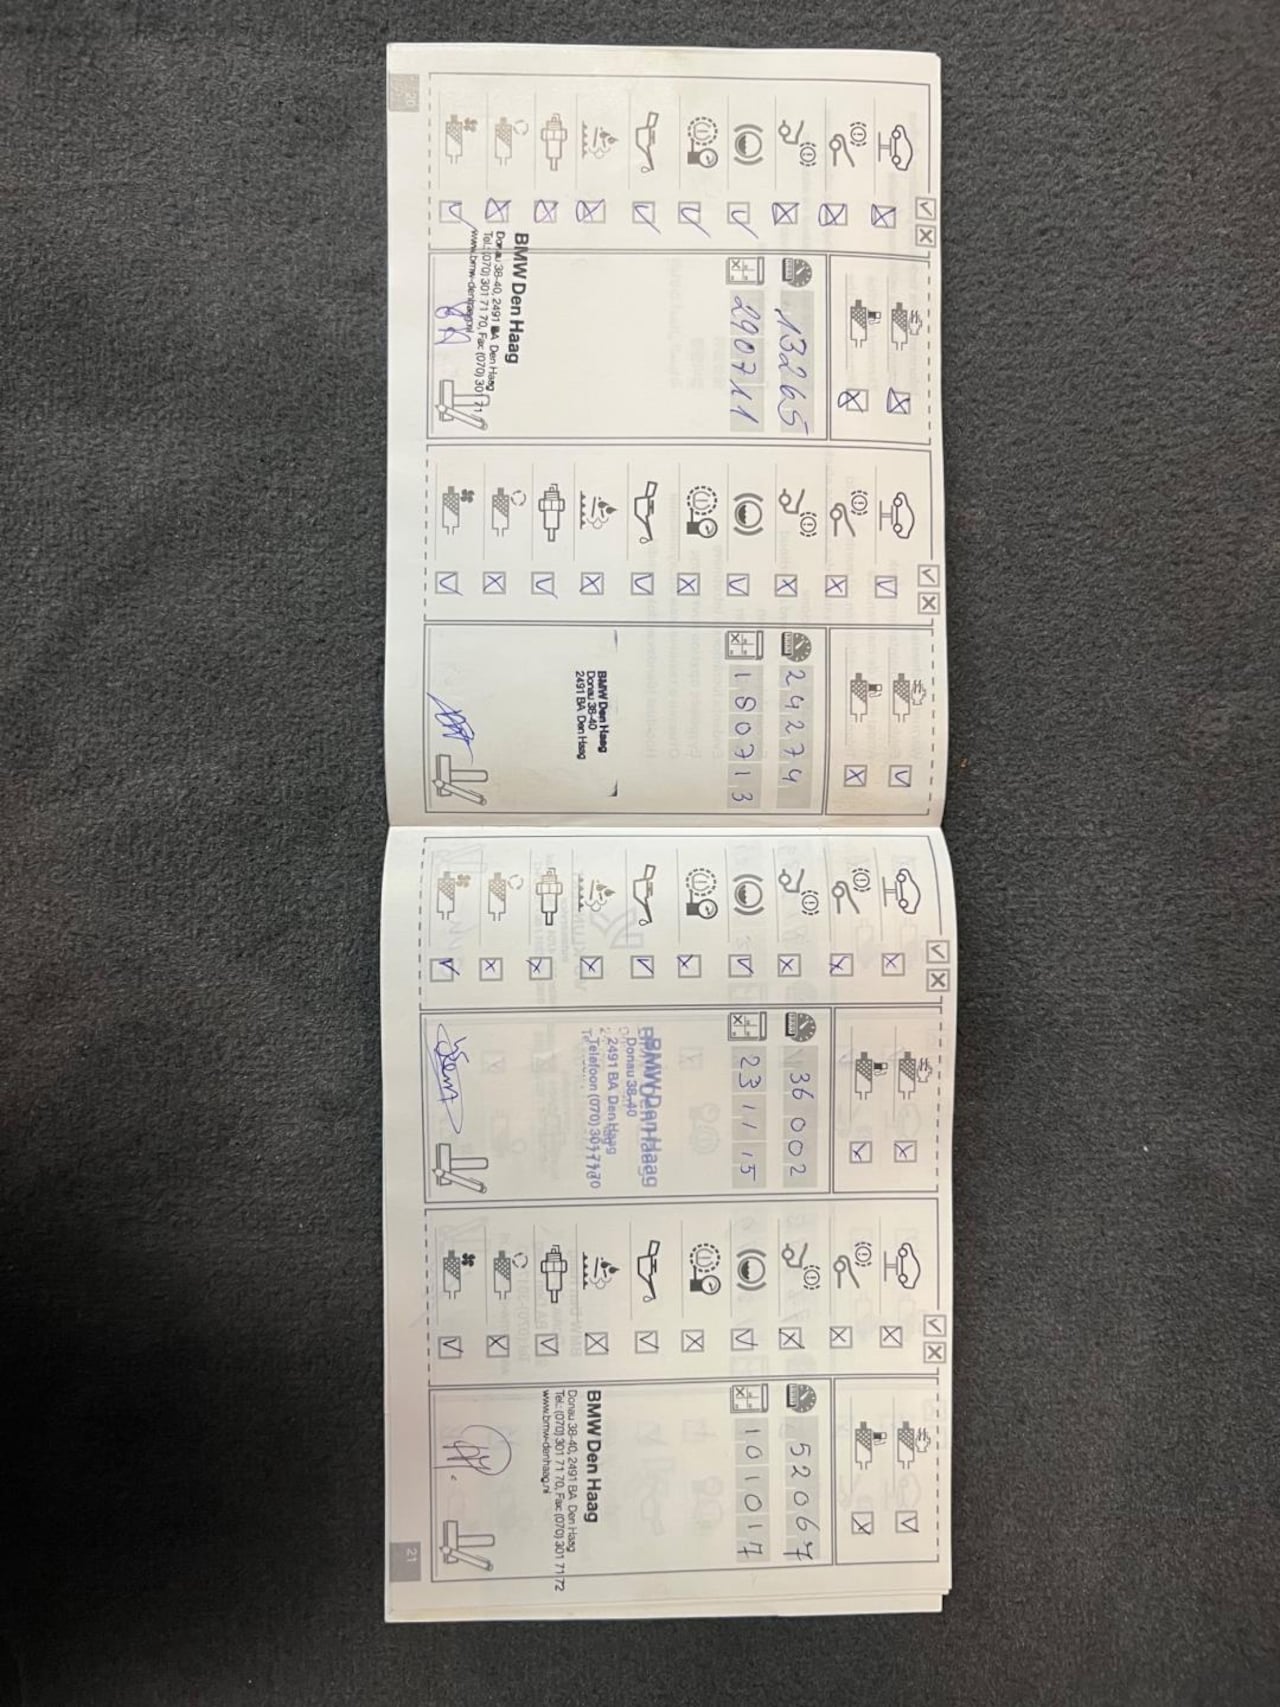 20
13265
290711
BMW Den Haag
Donau 38-40, 2491 BA Den Haag
Tel.: (070) 301 71 70, Fax: (070) 301 71
www.bmw-denhaag.nl
24274
180713
BMW Den Haag
Donau 38-40
2491 BA Den Haag
36002
231115
BMW Den Haag
Donau 38-40
2491 BA Den Haag
Telefoon (070) 3017170
52067
101017
BMW Den Haag
Donau 38-40, 2491 BA Den Haag
Tel.: (070) 301 71 70, Fax: (070) 301 71 72
www.bmw-denhaag.nl
21